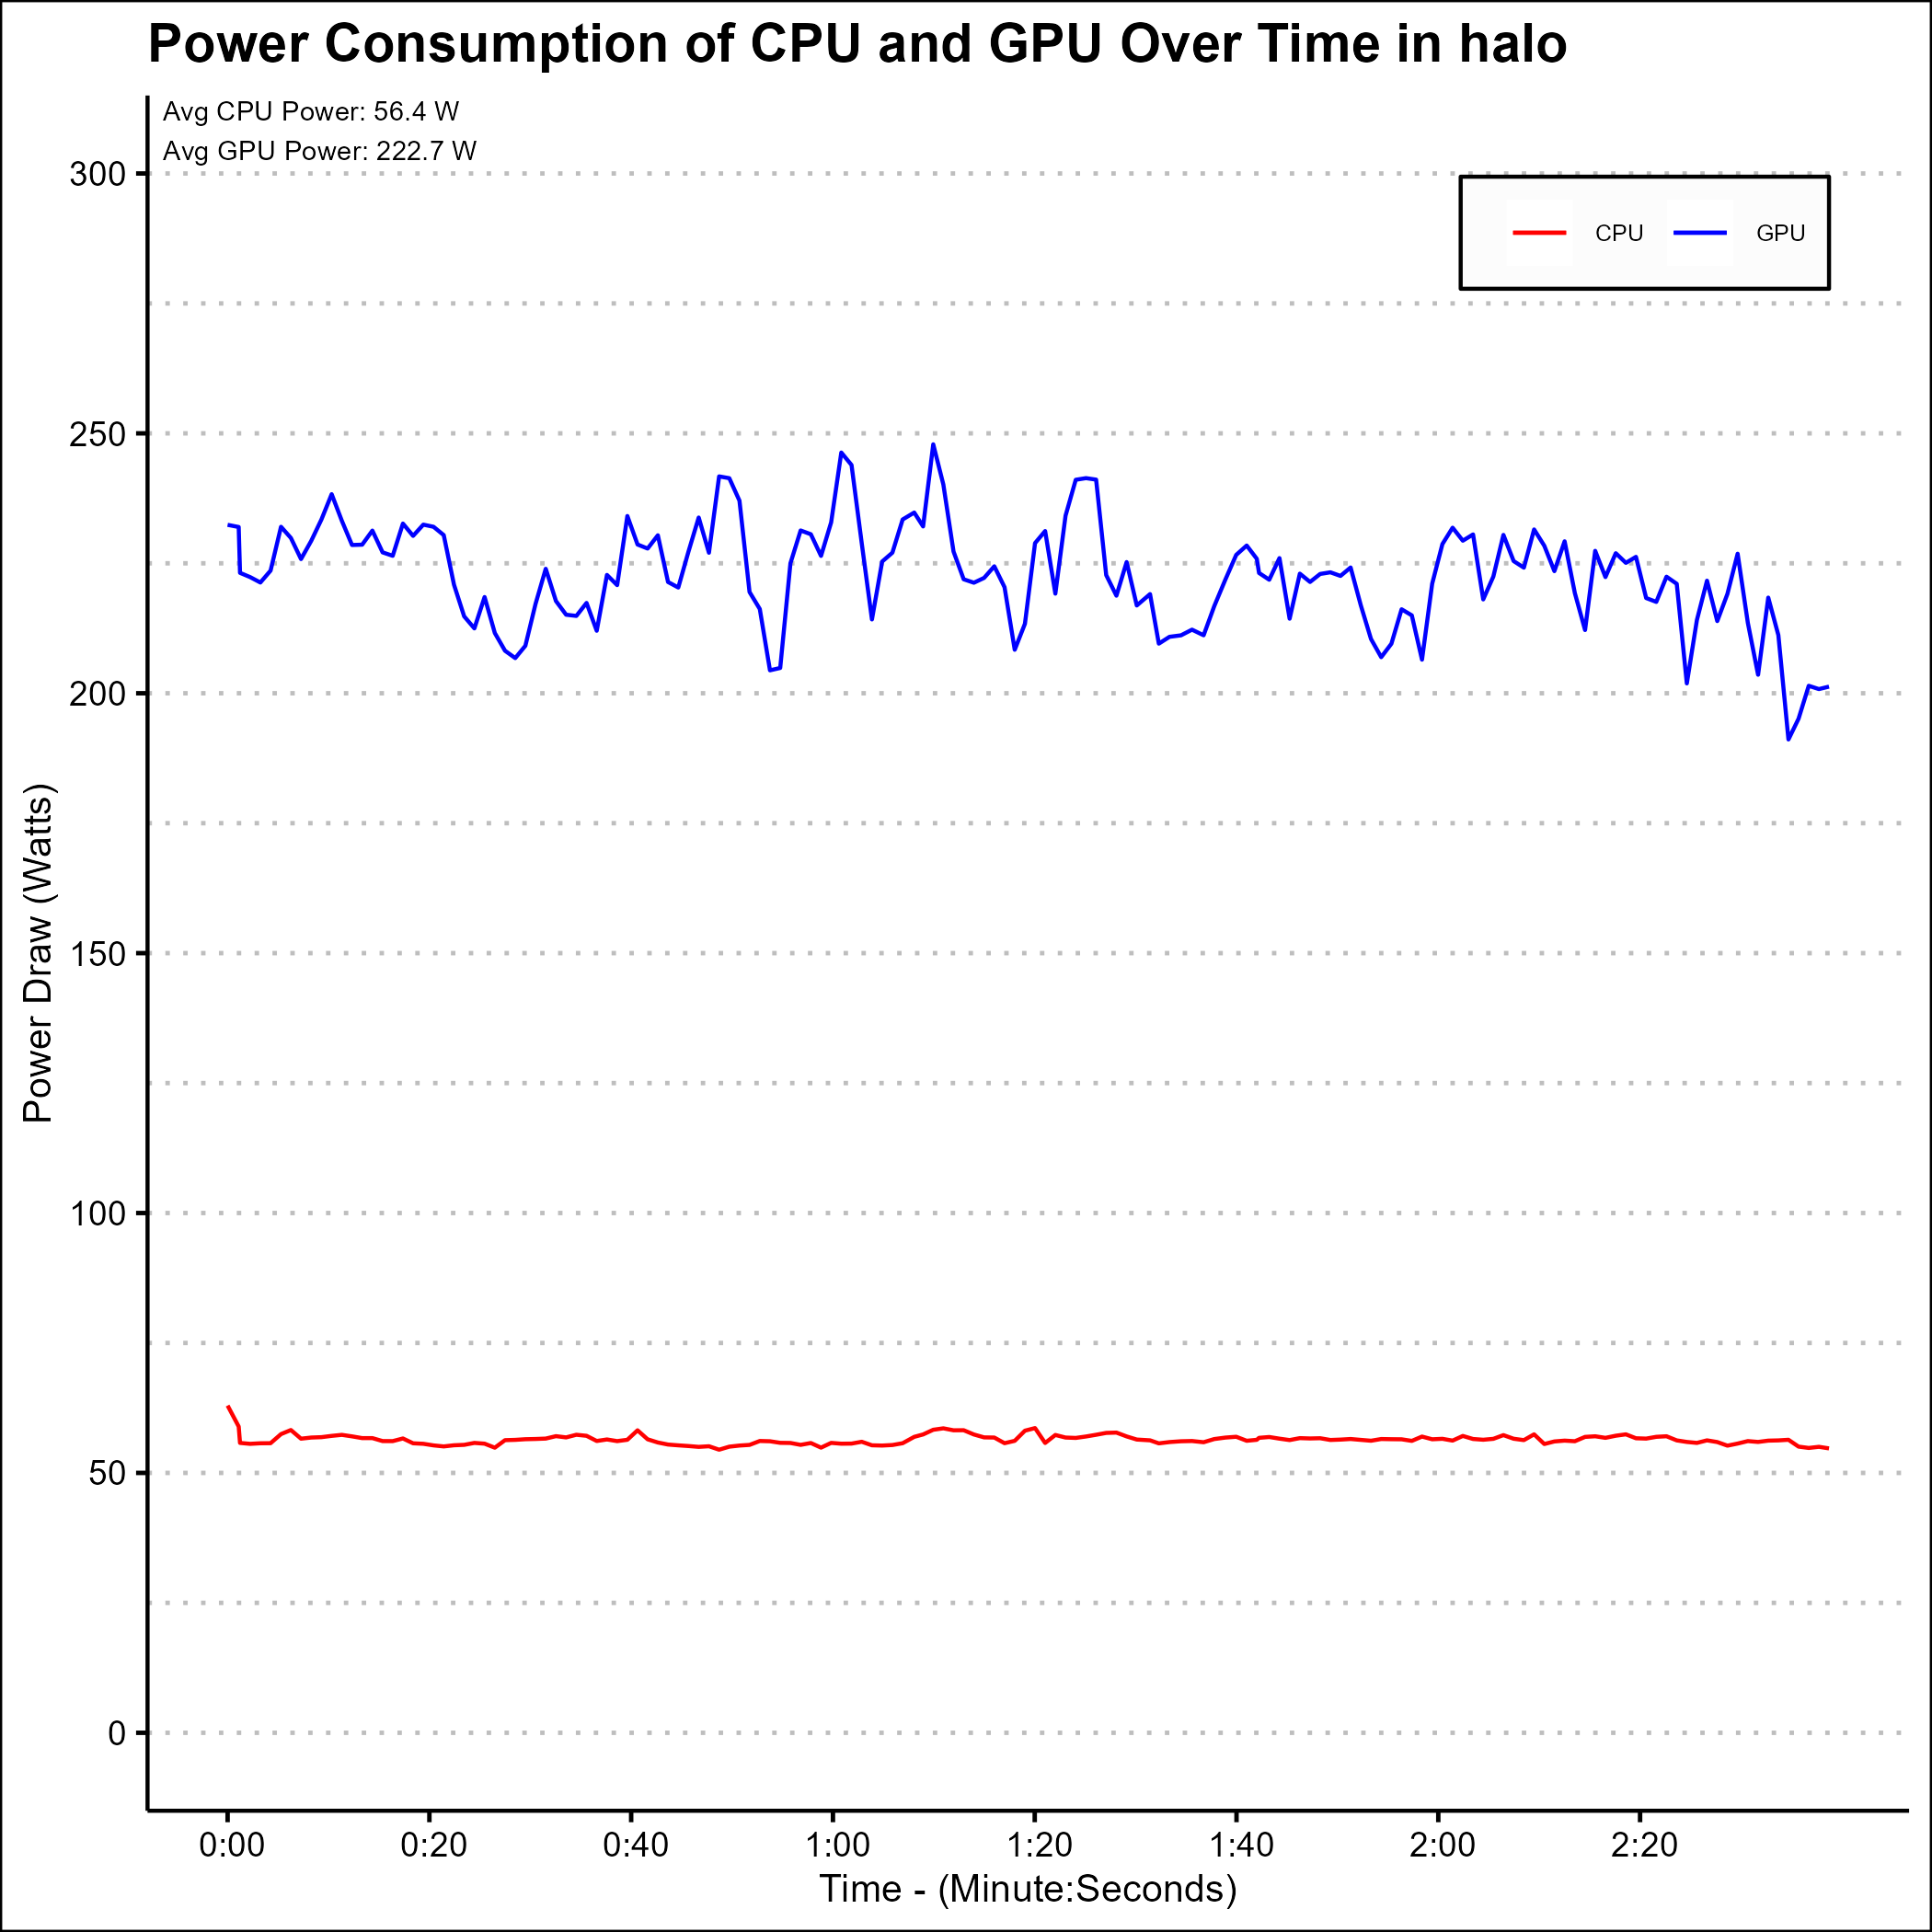 Power Consumption of CPU and GPU Over Time in halo
Avg CPU Power: 56.4 W
Avg GPU Power: 222.7 W
CPU GPU
300
250
200
150
100
50
0
Power Draw (Watts)
0:00 0:20 0:40 1:00 1:20 1:40 2:00 2:20
Time - (Minute:Seconds)